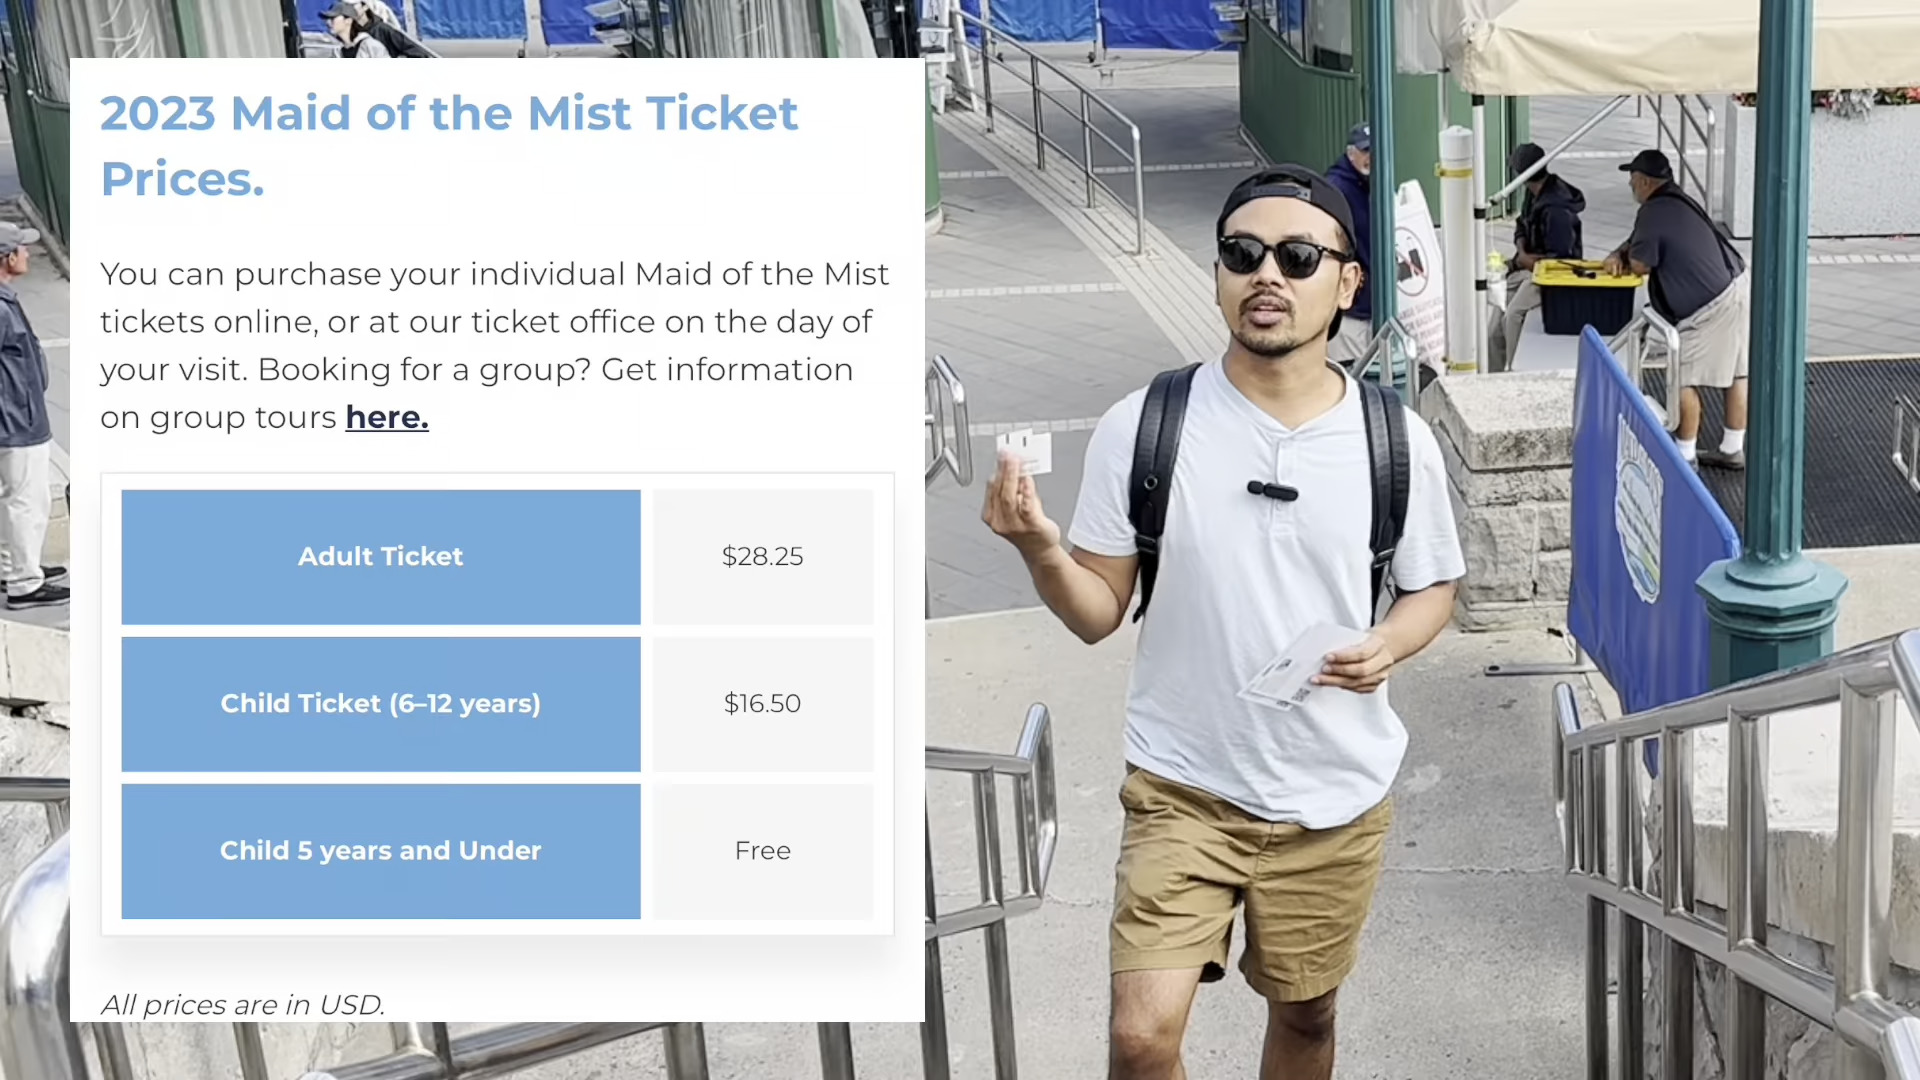 2023 Maid of the Mist Ticket
Prices.
You can purchase your individual Maid of the Mist
tickets online, or at our ticket office on the day of
your visit. Booking for a group? Get information
on group tours here.
Adult Ticket $28.25
Child Ticket (6–12 years) $16.50
Child 5 years and Under Free
All prices are in USD.